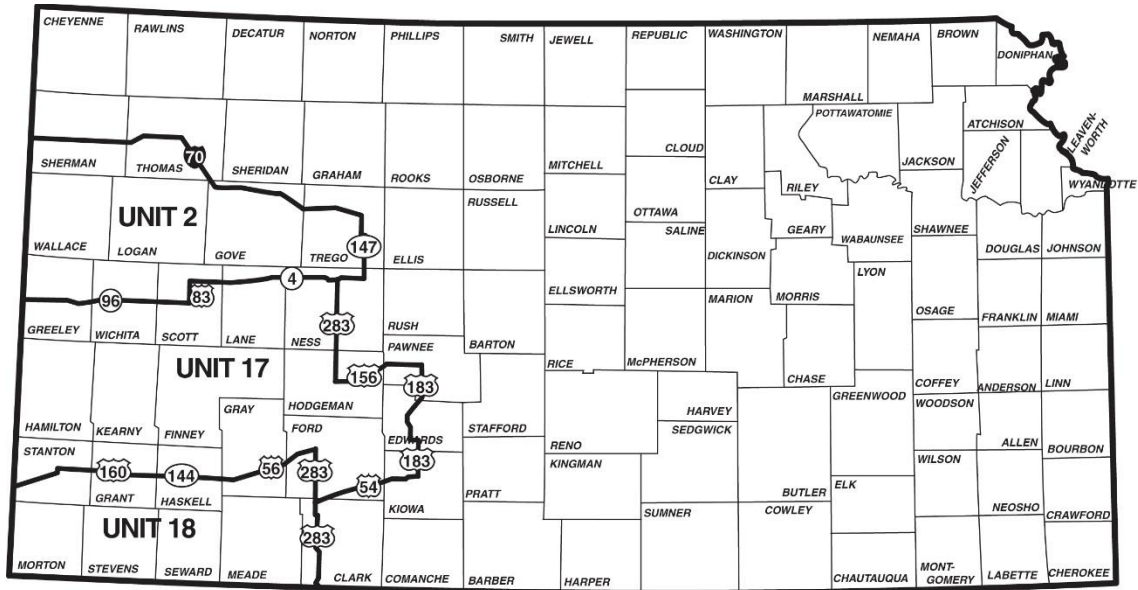 CHEYENNE
RAWLINS
DECATUR
NORTON
PHILLIPS
SMITH
JEWELL
REPUBLIC
WASHINGTON
MARSHALL
NEMAHA
BROWN
DONIPHAN
SHERMAN
THOMAS
70
SHERIDAN
GRAHAM
ROOKS
OSBORNE
MITCHELL
CLOUD
CLAY
RILEY
POTTAWATOMIE
JACKSON
ATCHISON
JEFFERSON
LEAVEN-
WORTH
WYANDOTTE
UNIT 2
WALLACE
LOGAN
GOVE
TREGO
147
ELLIS
RUSSELL
LINCOLN
OTTAWA
SALINE
DICKINSON
GEARY
WABAUNSEE
SHAWNEE
DOUGLAS
JOHNSON
96
83
4
283
GREELEY
WICHITA
SCOTT
LANE
NESS
RUSH
BARTON
ELLSWORTH
RICE
McPHERSON
MARION
MORRIS
CHASE
LYON
OSAGE
FRANKLIN
MIAMI
UNIT 17
156
183
PAWNEE
HAMILTON
KEARNY
FINNEY
GRAY
HODGEMAN
FORD
EDWARDS
STAFFORD
RENO
HARVEY
SEDGWICK
BUTLER
GREENWOOD
COFFEY
ANDERSON
LINN
WOODSON
ALLEN
BOURBON
STANTON
160
GRANT
144
HASKELL
56
283
54
183
KIOWA
PRATT
KINGMAN
ELK
WILSON
NEOSHO
CRAWFORD
UNIT 18
283
MORTON
STEVENS
SEWARD
MEADE
CLARK
COMANCHE
BARBER
HARPER
SUMNER
COWLEY
CHAUTAUQUA
MONT-
GOMERY
LABETTE
CHEROKEE